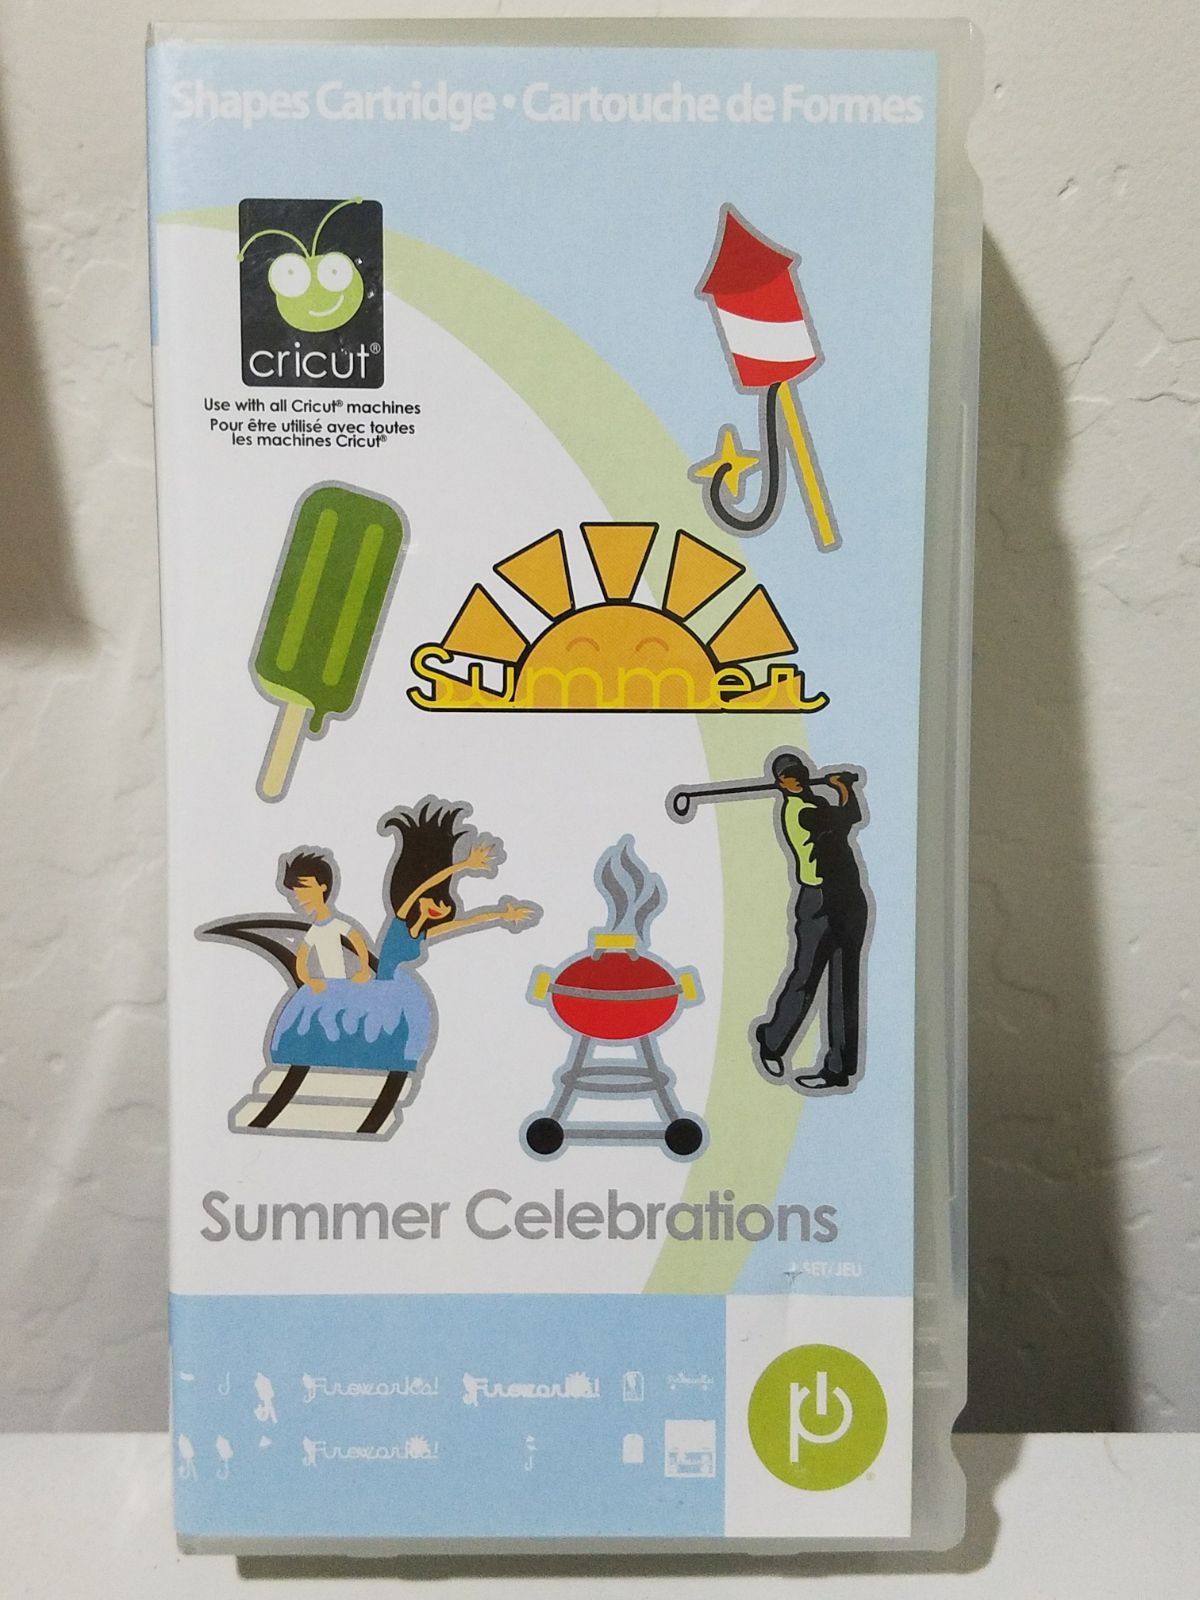 Shapes Cartridge • Cartouche de Formes
cricut®
Use with all Cricut® machines
Pour être utilisé avec toutes
les machines Cricut®
Summer
Summer Celebrations
1 SET/JEU
Fireworks! Fireworks!
Fireworks!